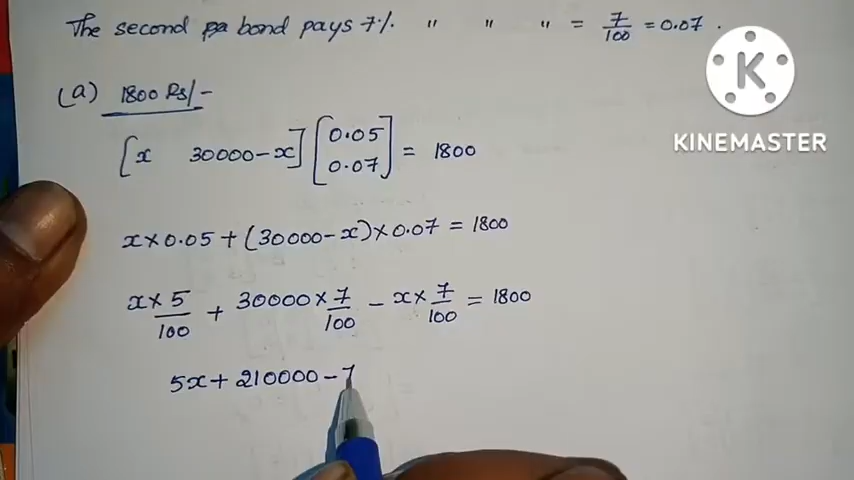 The second bond pays 7% " " " = 7/100 = 0.07 .
(a) 1800 Rs/-
[x 30000-x] [0.05 0.07] = 1800
x×0.05+(30000-x)×0.07 = 1800
x×5/100 + 30000×7/100 - x×7/100 = 1800
5x+210000-7
K
KINEMASTER